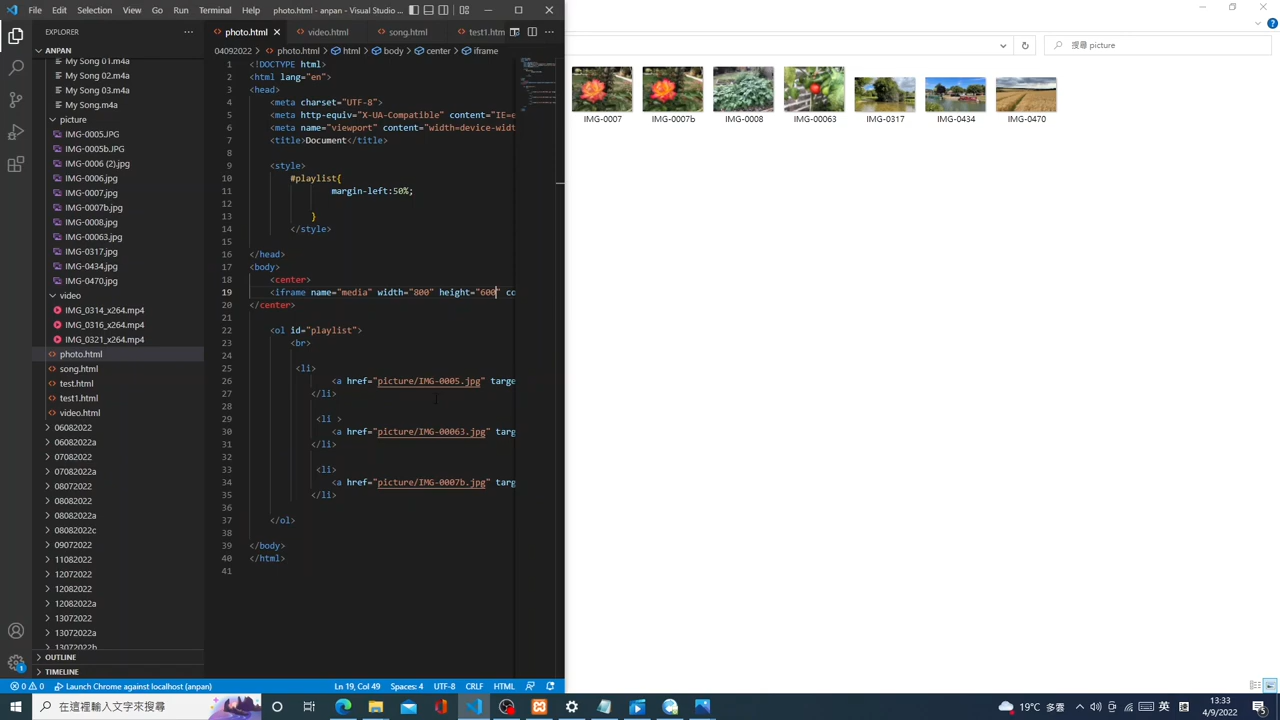 File Edit Selection View Go Run Terminal Help photo.html - anpan - Visual Studio ...
EXPLORER
ANPAN
My Song 01.m4a
My Song 02.m4a
My Song 03.m4a
My Song.m4a
picture
IMG-0005.JPG
IMG-0005b.JPG
IMG-0006 (2).jpg
IMG-0006.jpg
IMG-0007.jpg
IMG-0007b.jpg
IMG-0008.jpg
IMG-00063.jpg
IMG-0317.jpg
IMG-0434.jpg
IMG-0470.jpg
video
IMG_0314_x264.mp4
IMG_0316_x264.mp4
IMG_0321_x264.mp4
photo.html
song.html
test.html
test1.html
video.html
06082022
06082022a
07082022
07082022a
08072022
08082022
08082022a
08082022c
09072022
11082022
12072022
12082022
12082022a
13072022
13072022a
13072022b
OUTLINE
TIMELINE
photo.html video.html song.html test1.htm
04092022 > photo.html > html > body > center > iframe
1 <!DOCTYPE html>
2 <html lang="en">
3 <head>
4 <meta charset="UTF-8">
5 <meta http-equiv="X-UA-Compatible" content="IE=e
6 <meta name="viewport" content="width=device-widt
7 <title>Document</title>
8
9 <style>
10 #playlist{
11 margin-left:50%;
12
13 }
14 </style>
15
16 </head>
17 <body>
18 <center>
19 <iframe name="media" width="800" height="600" co
20 </center>
21
22 <ol id="playlist">
23 <br>
24
25 <li>
26 <a href="picture/IMG-0005.jpg" targe
27 </li>
28
29 <li >
30 <a href="picture/IMG-00063.jpg" targ
31 </li>
32
33 <li>
34 <a href="picture/IMG-0007b.jpg" targ
35 </li>
36
37 </ol>
38
39 </body>
40 </html>
41
0 0 Launch Chrome against localhost (anpan) Ln 19, Col 49 Spaces: 4 UTF-8 CRLF HTML
搜尋 picture
IMG-0007 IMG-0007b IMG-0008 IMG-00063 IMG-0317 IMG-0434 IMG-0470
在這裡輸入文字來搜尋
19°C 多雲
英
13:33
4/9/2022